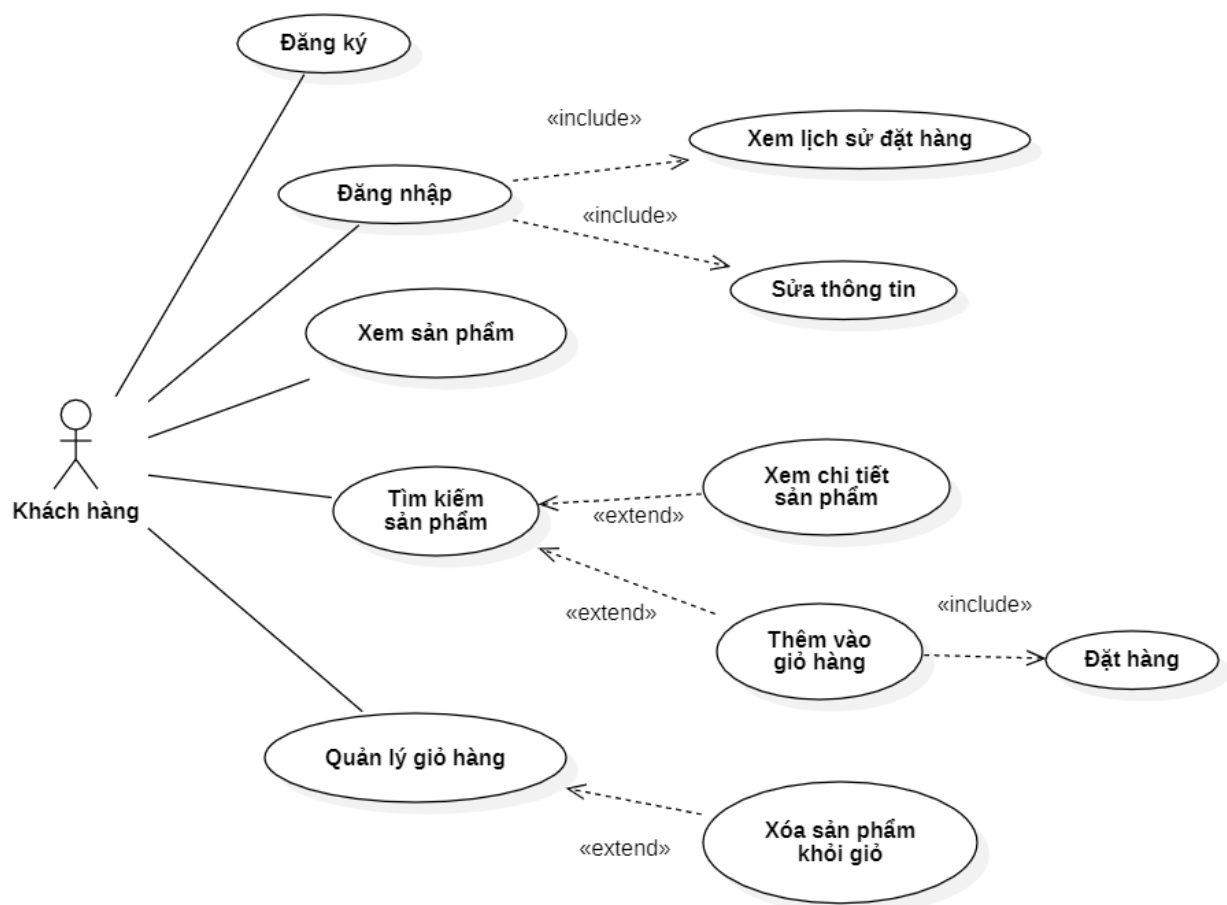 Đăng ký
«include»
Xem lịch sử đặt hàng
Đăng nhập
«include»
Sửa thông tin
Xem sản phẩm
Khách hàng
Tìm kiếm
sản phẩm
«extend»
Xem chi tiết
sản phẩm
«extend»
Thêm vào
giỏ hàng
«include»
Đặt hàng
Quản lý giỏ hàng
«extend»
Xóa sản phẩm
khỏi giỏ